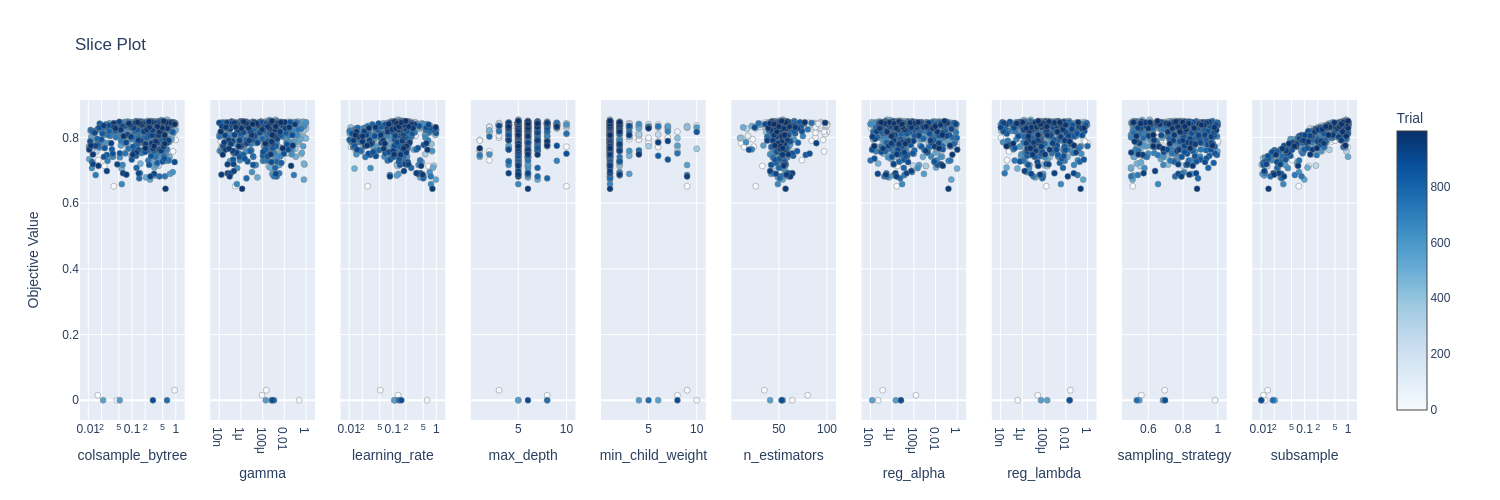 Slice Plot
Trial
Objective Value
0.8
0.6
0.4
0.2
0
800
600
400
200
0
0.01 2 5 0.1 2 5 1
10n 1μ 100μ 0.01 1
0.01 2 5 0.1 2 5 1
5 10
5 10
50 100
10n 1μ 100μ 0.01 1
10n 1μ 100μ 0.01 1
0.6 0.8 1
0.01 2 5 0.1 2 5 1
colsample_bytree
gamma
learning_rate
max_depth
min_child_weight
n_estimators
reg_alpha
reg_lambda
sampling_strategy
subsample